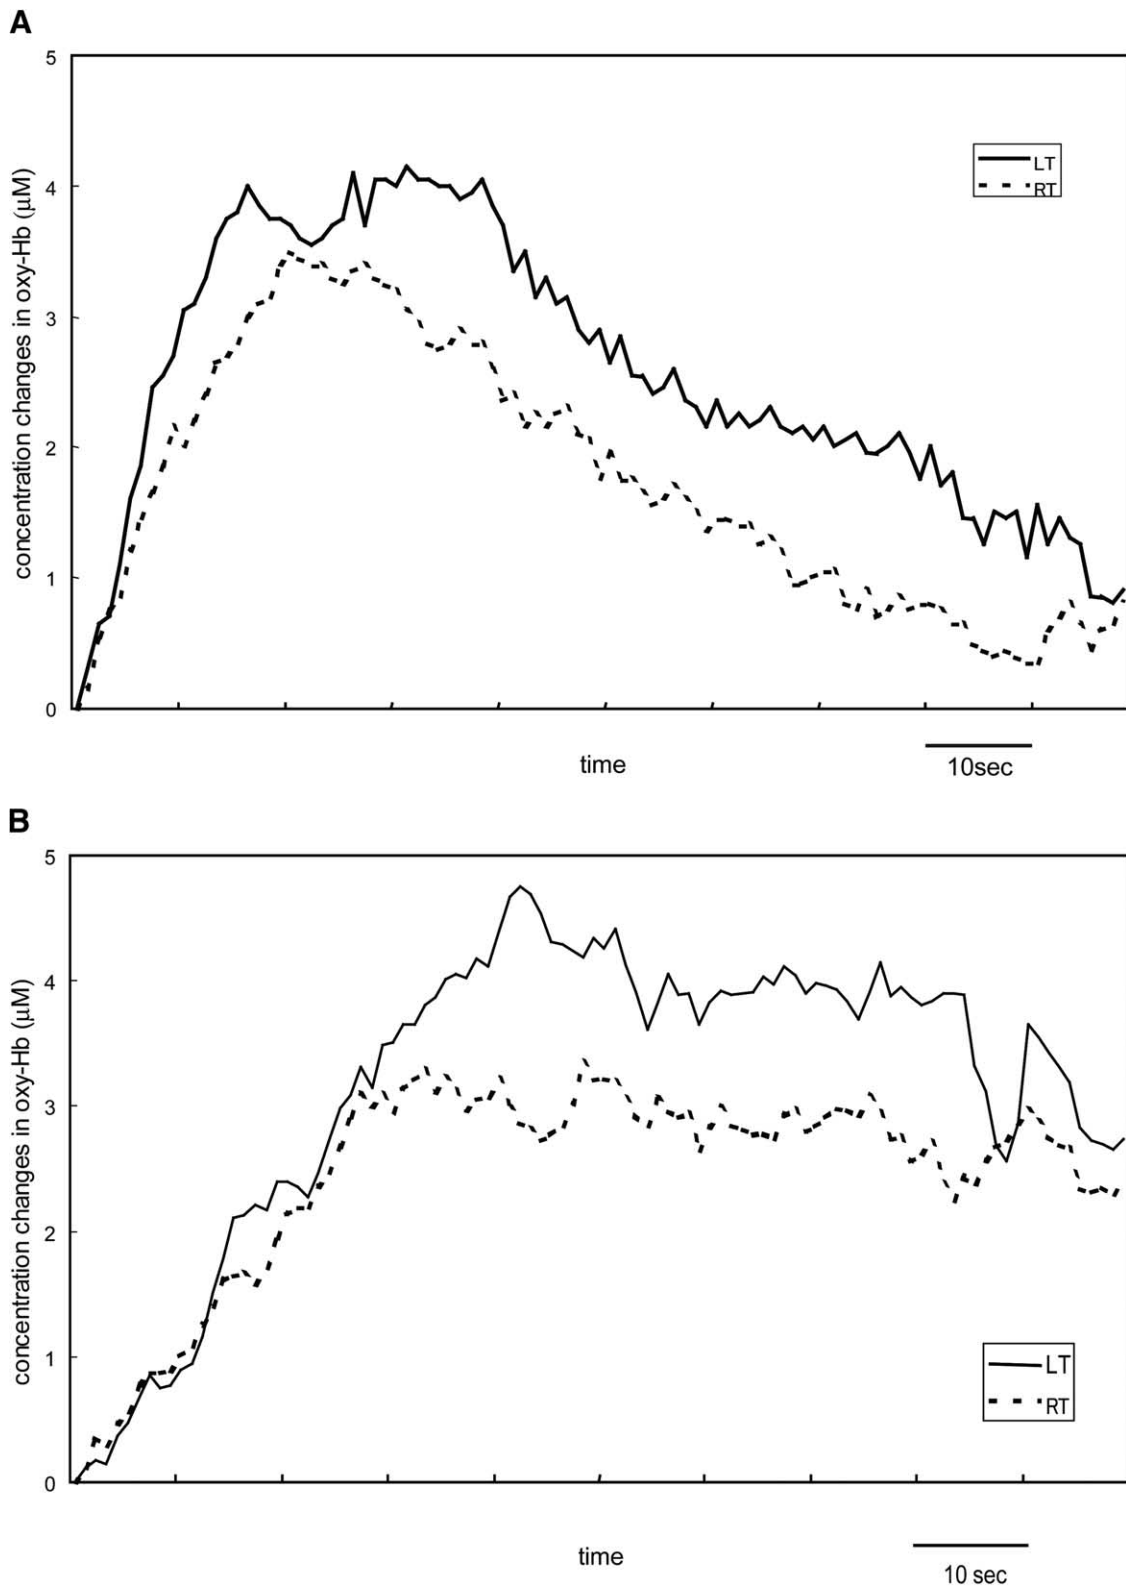 A
5
4
3
2
1
0
concentration changes in oxy-Hb (μM)
LT
RT
time
10sec
B
5
4
3
2
1
0
concentration changes in oxy-Hb (μM)
LT
RT
time
10 sec